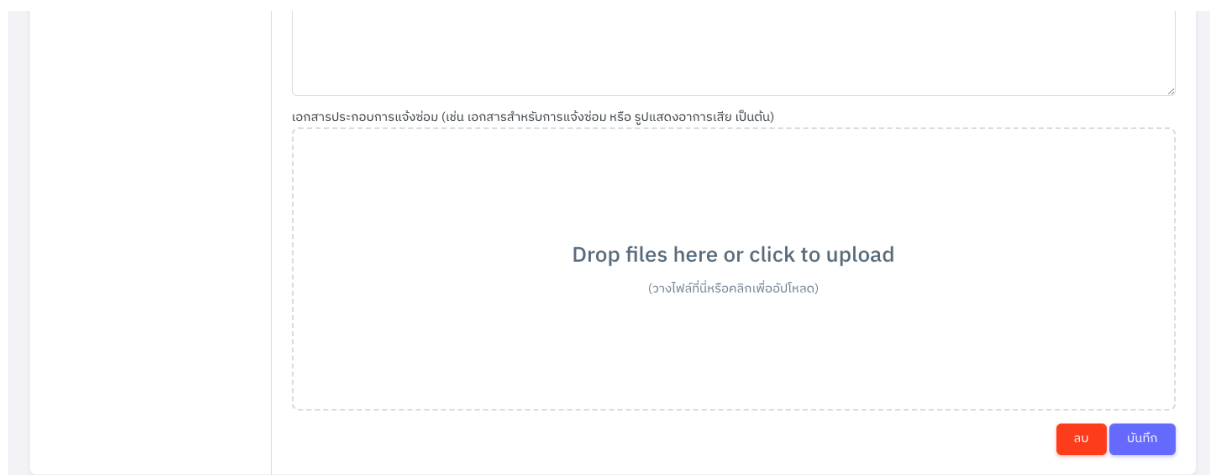 เอกสารประกอบการแจ้งซ่อม (เช่น เอกสารสำหรับการแจ้งซ่อม หรือ รูปแสดงอาการเสีย เป็นต้น)
Drop files here or click to upload
(วางไฟล์ที่นี่หรือคลิกเพื่ออัปโหลด)
ลบ บันทึก